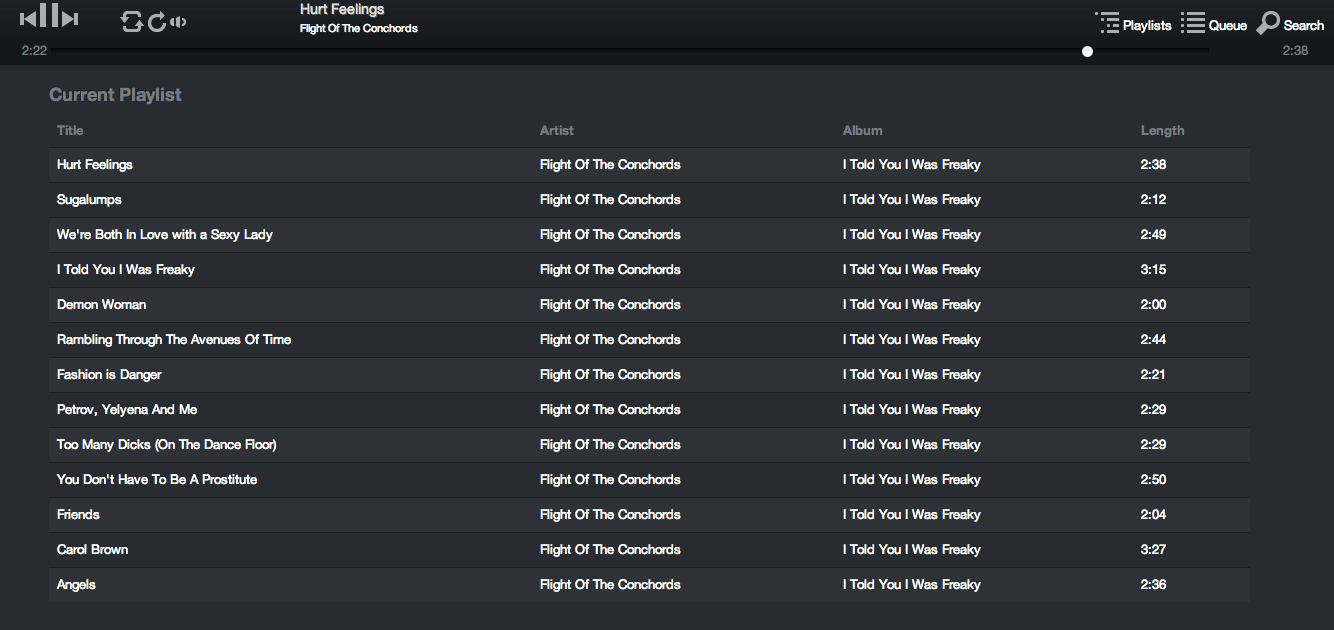 Hurt Feelings
Flight Of The Conchords
Playlists Queue Search
2:22 2:38
Current Playlist
Title Artist Album Length
Hurt Feelings Flight Of The Conchords I Told You I Was Freaky 2:38
Sugalumps Flight Of The Conchords I Told You I Was Freaky 2:12
We're Both In Love with a Sexy Lady Flight Of The Conchords I Told You I Was Freaky 2:49
I Told You I Was Freaky Flight Of The Conchords I Told You I Was Freaky 3:15
Demon Woman Flight Of The Conchords I Told You I Was Freaky 2:00
Rambling Through The Avenues Of Time Flight Of The Conchords I Told You I Was Freaky 2:44
Fashion is Danger Flight Of The Conchords I Told You I Was Freaky 2:21
Petrov, Yelyena And Me Flight Of The Conchords I Told You I Was Freaky 2:29
Too Many Dicks (On The Dance Floor) Flight Of The Conchords I Told You I Was Freaky 2:29
You Don't Have To Be A Prostitute Flight Of The Conchords I Told You I Was Freaky 2:50
Friends Flight Of The Conchords I Told You I Was Freaky 2:04
Carol Brown Flight Of The Conchords I Told You I Was Freaky 3:27
Angels Flight Of The Conchords I Told You I Was Freaky 2:36